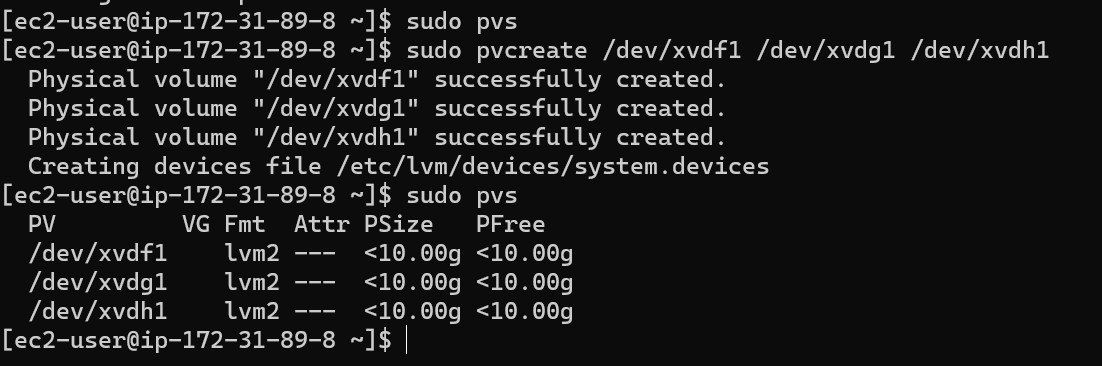 [ec2-user@ip-172-31-89-8 ~]$ sudo pvs
[ec2-user@ip-172-31-89-8 ~]$ sudo pvcreate /dev/xvdf1 /dev/xvdg1 /dev/xvdh1
  Physical volume "/dev/xvdf1" successfully created.
  Physical volume "/dev/xvdg1" successfully created.
  Physical volume "/dev/xvdh1" successfully created.
  Creating devices file /etc/lvm/devices/system.devices
[ec2-user@ip-172-31-89-8 ~]$ sudo pvs
  PV         VG Fmt  Attr PSize   PFree
  /dev/xvdf1    lvm2 ---  <10.00g <10.00g
  /dev/xvdg1    lvm2 ---  <10.00g <10.00g
  /dev/xvdh1    lvm2 ---  <10.00g <10.00g
[ec2-user@ip-172-31-89-8 ~]$